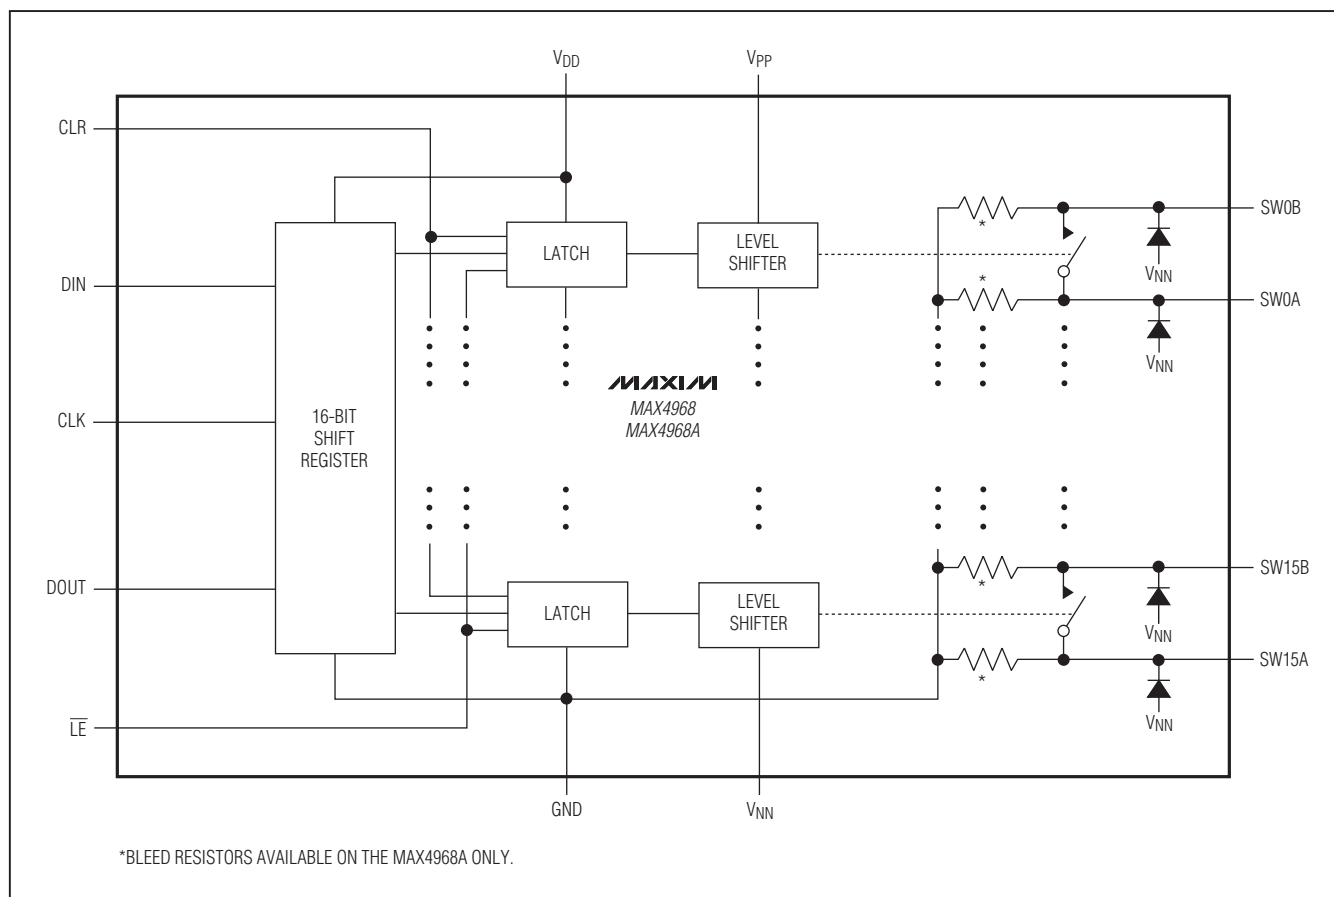 VDD
VPP
CLR
SW0B
LATCH
LEVEL
SHIFTER
*
VNN
DIN
*
SW0A
VNN
MAXIM
MAX4968
MAX4968A
CLK
16-BIT
SHIFT
REGISTER
DOUT
LATCH
LEVEL
SHIFTER
*
SW15B
VNN
*
SW15A
VNN
L̅E̅
GND
VNN
*BLEED RESISTORS AVAILABLE ON THE MAX4968A ONLY.